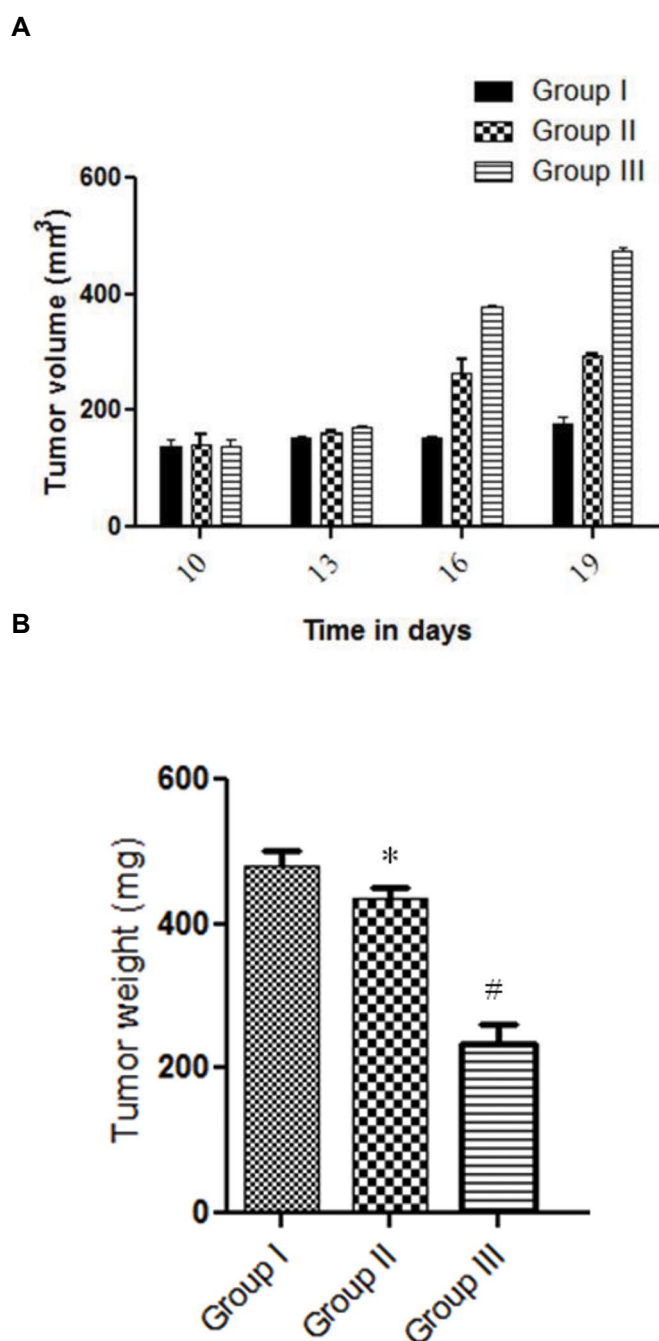 A
Group I
Group II
Group III
Tumor volume (mm³)
600
400
200
0
10 13 16 19
Time in days
B
Tumor weight (mg)
600
400
200
0
*
#
Group I Group II Group III